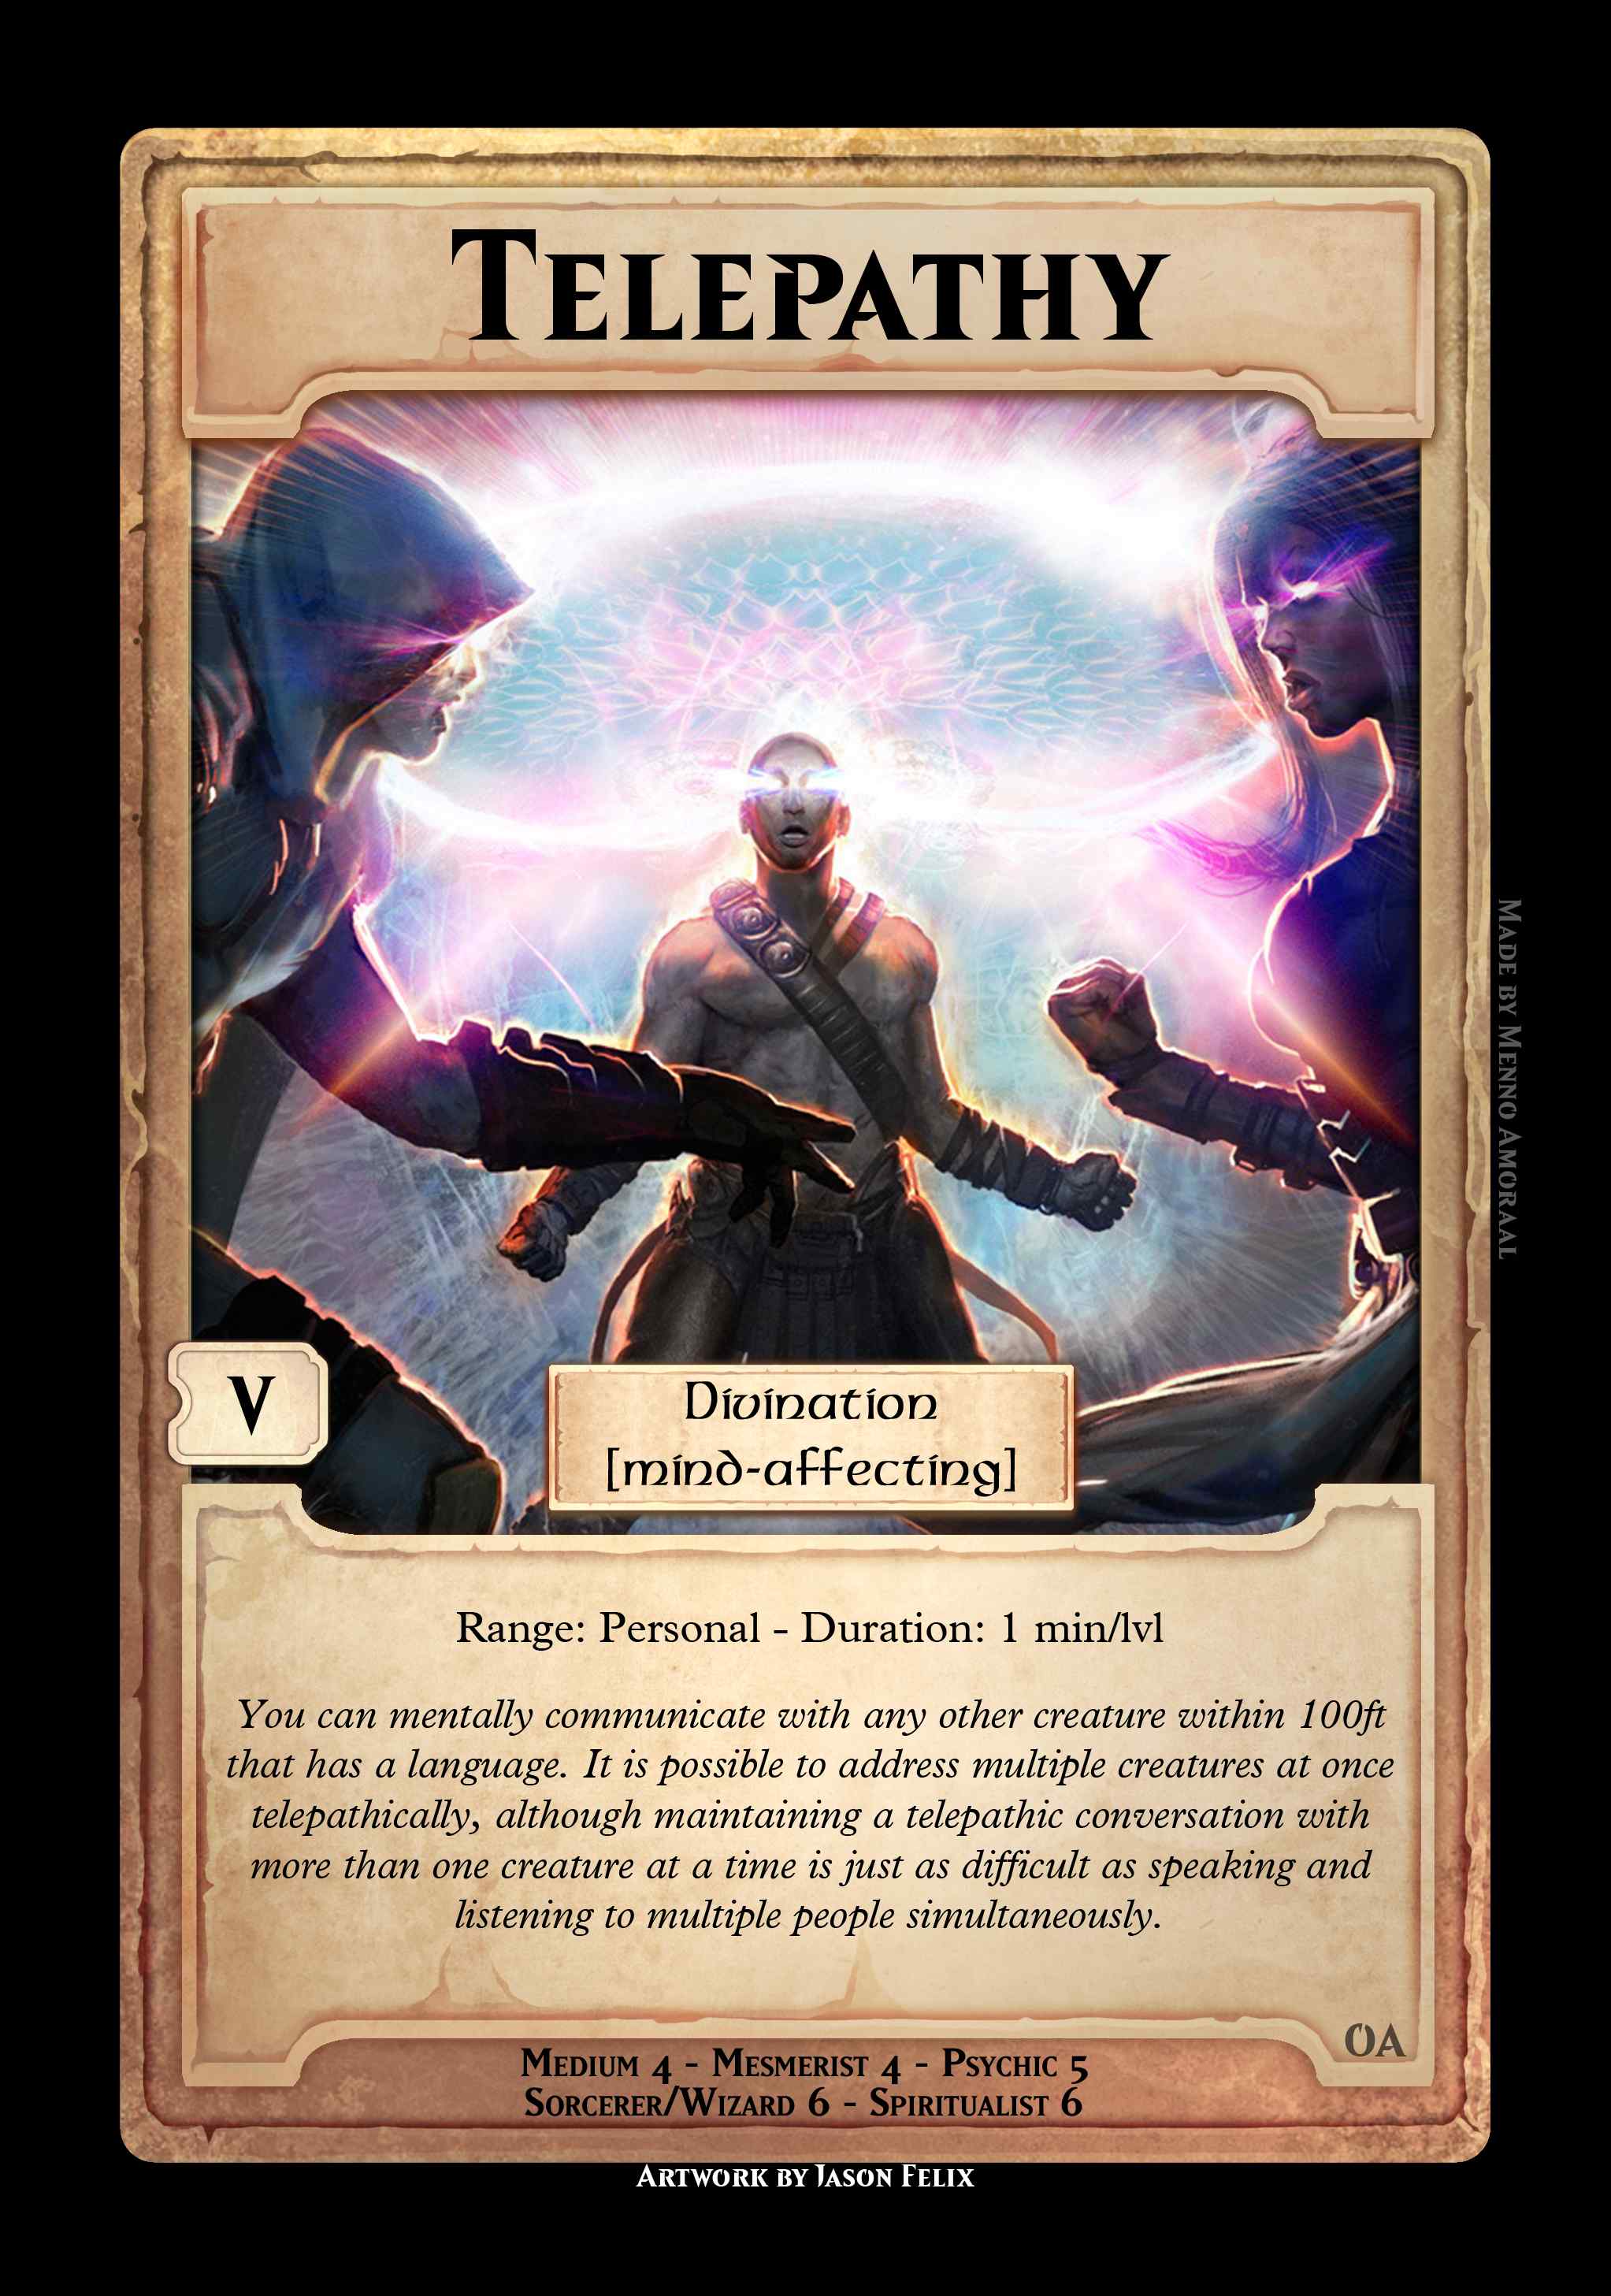 Telepathy
V
Divination
[mind-affecting]
Range: Personal - Duration: 1 min/lvl
You can mentally communicate with any other creature within 100ft
that has a language. It is possible to address multiple creatures at once
telepathically, although maintaining a telepathic conversation with
more than one creature at a time is just as difficult as speaking and
listening to multiple people simultaneously.
OA
Medium 4 - Mesmerist 4 - Psychic 5
Sorcerer/Wizard 6 - Spiritualist 6
Artwork by Jason Felix
Made by Menno Amoraal